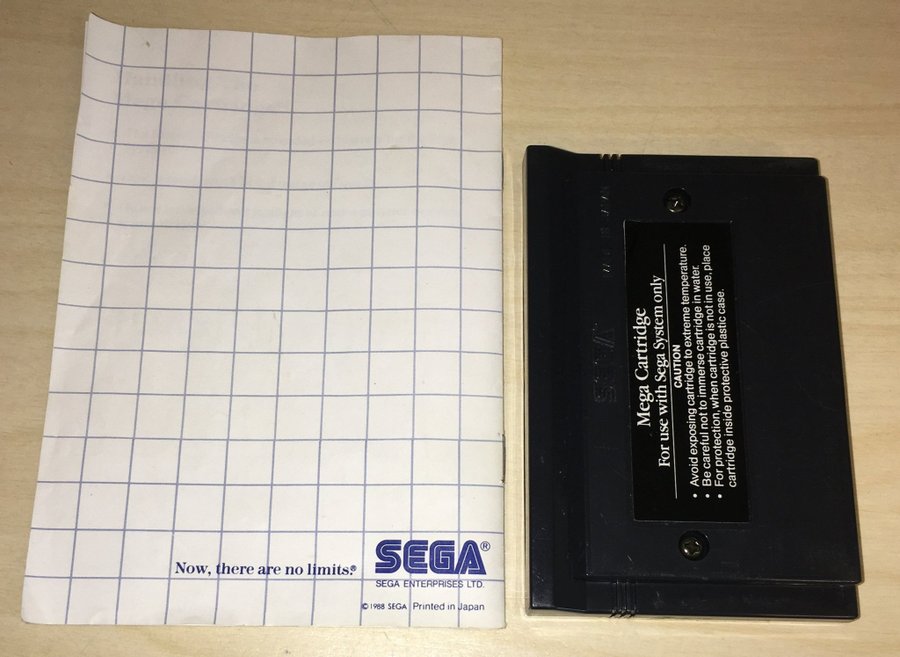 Now, there are no limits.®
SEGA®
SEGA ENTERPRISES LTD.
© 1988 SEGA Printed in Japan
SEGA
Mega Cartridge
For use with Sega System only
CAUTION
• Avoid exposing cartridge to extreme temperature.
• Be careful not to immerse cartridge in water.
• For protection, when cartridge is not in use, place
cartridge inside protective plastic case.